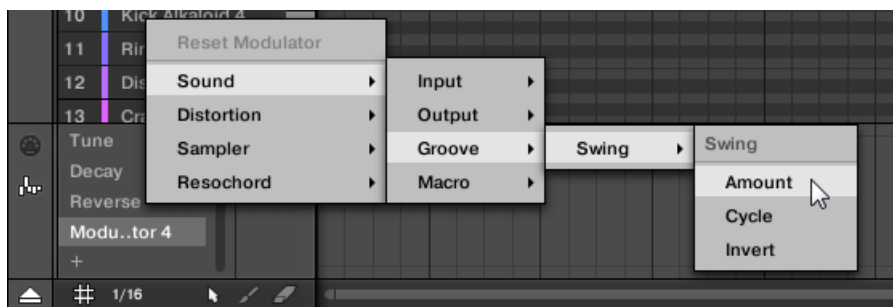 10 Kick Alkaloid 4
11
12
13
Reset Modulator
Sound
Distortion
Sampler
Resochord
Input
Output
Groove
Macro
Swing
Swing
Amount
Cycle
Invert
Tune
Decay
Reverse
Modu..tor 4
+
1/16